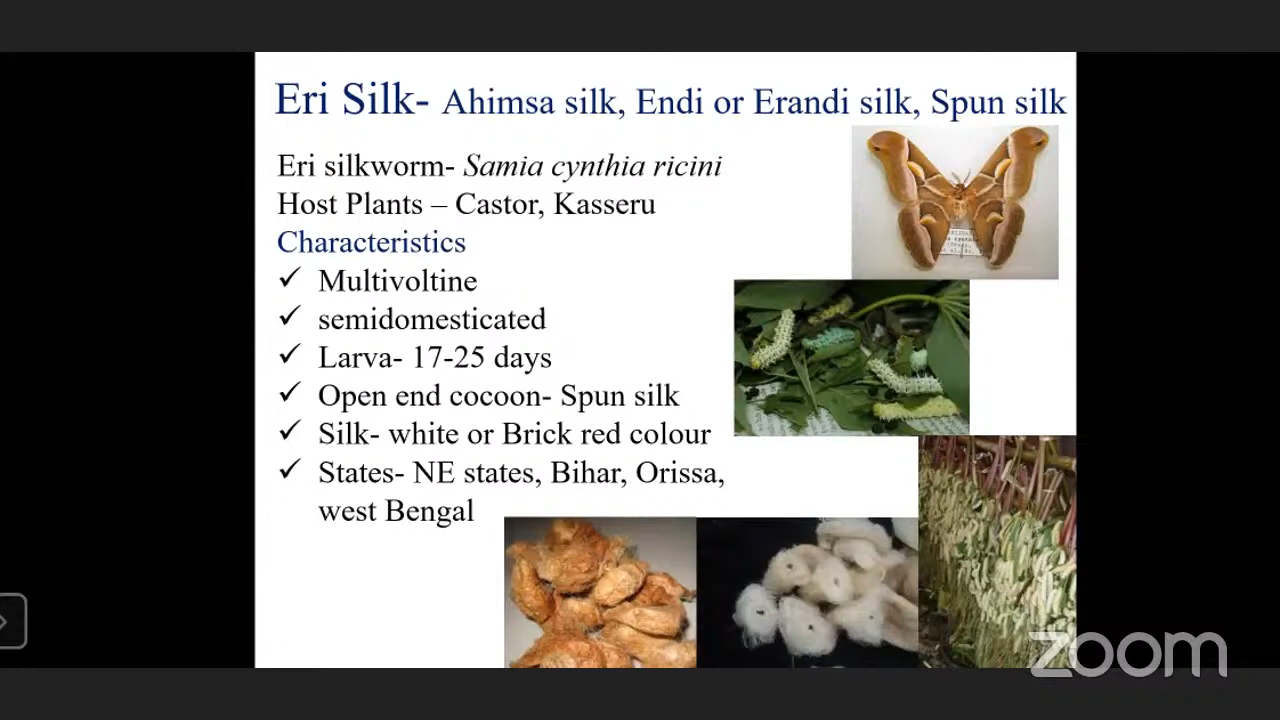 Eri Silk- Ahimsa silk, Endi or Erandi silk, Spun silk
Eri silkworm- Samia cynthia ricini
Host Plants – Castor, Kasseru
Characteristics
✓ Multivoltine
✓ semidomesticated
✓ Larva- 17-25 days
✓ Open end cocoon- Spun silk
✓ Silk- white or Brick red colour
✓ States- NE states, Bihar, Orissa,
west Bengal
zoom